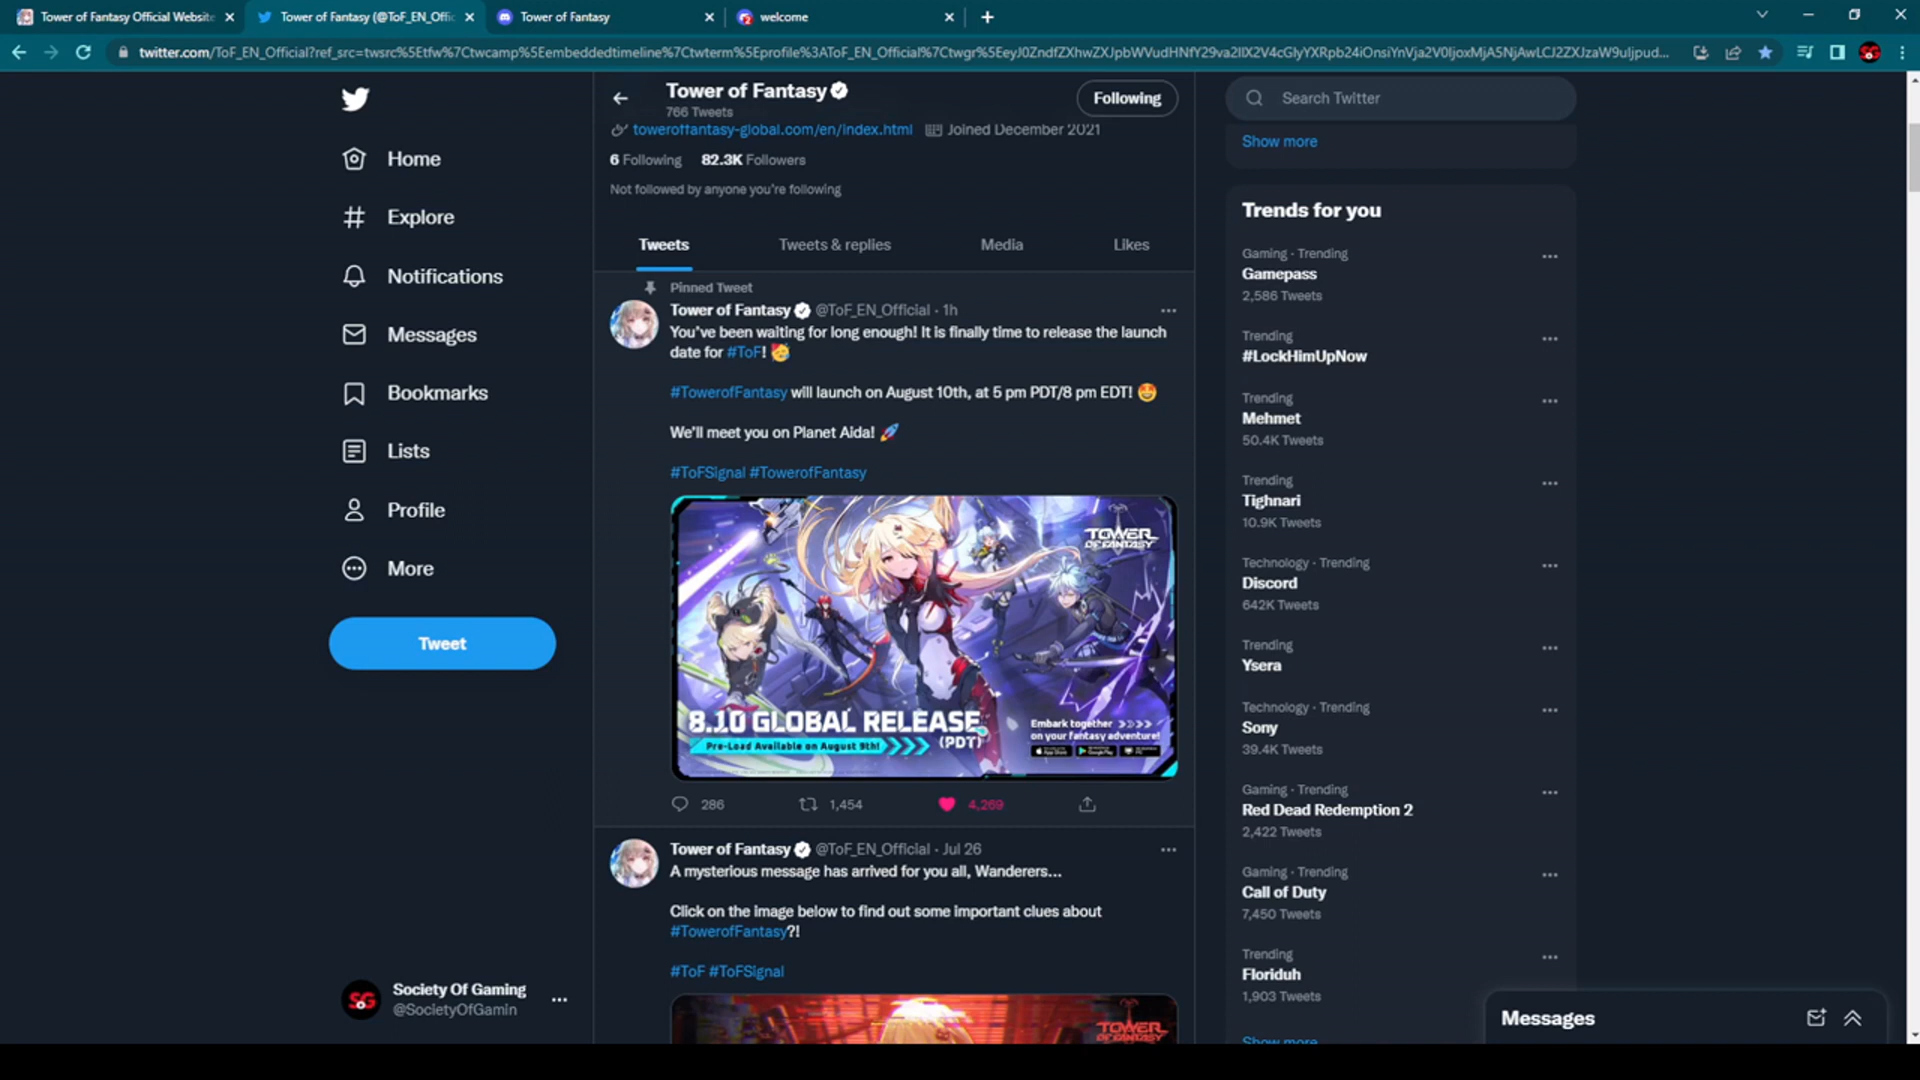 Tower of Fantasy Official Website
Tower of Fantasy (@ToF_EN_Offic
Tower of Fantasy
welcome
twitter.com/ToF_EN_Official?ref_src=twsrc%5Etfw%7Ctwcamp%5Eembeddedtimeline%7Ctwterm%5Eprofile%3AToF_EN_Official%7Ctwgr%5EeyJ0ZndfZXhwZXJpbWVudHNfY29va2llX2V4cGlyYXRpb24iOnsiYnVja2V0IjoxMjA5NjAwLCJ2ZXJzaW9uIjpud...
Home
Explore
Notifications
Messages
Bookmarks
Lists
Profile
More
Tweet
Society Of Gaming
@SocietyOfGamin
Tower of Fantasy
766 Tweets
Following
toweroffantasy-global.com/en/index.html
Joined December 2021
6 Following 82.3K Followers
Not followed by anyone you're following
Tweets
Tweets & replies
Media
Likes
Pinned Tweet
Tower of Fantasy @ToF_EN_Official · 1h
You've been waiting for long enough! It is finally time to release the launch
date for #ToF!
#TowerofFantasy will launch on August 10th, at 5 pm PDT/8 pm EDT!
We'll meet you on Planet Aida!
#ToFSignal #TowerofFantasy
TOWER
OF FANTASY
8.10 GLOBAL RELEASE
(PDT)
Pre-Load Available on August 9th!
Embark together
on your fantasy adventure!
App Store
Google Play
286
1,454
4,269
Tower of Fantasy @ToF_EN_Official · Jul 26
A mysterious message has arrived for you all, Wanderers...
Click on the image below to find out some important clues about
#TowerofFantasy?!
#ToF #ToFSignal
TOWER
OF FANTASY
Search Twitter
Show more
Trends for you
Gaming · Trending
Gamepass
2,586 Tweets
Trending
#LockHimUpNow
Trending
Mehmet
50.4K Tweets
Trending
Tighnari
10.9K Tweets
Technology · Trending
Discord
642K Tweets
Trending
Ysera
Technology · Trending
Sony
39.4K Tweets
Gaming · Trending
Red Dead Redemption 2
2,422 Tweets
Gaming · Trending
Call of Duty
7,450 Tweets
Trending
Floriduh
1,903 Tweets
Show more
Messages